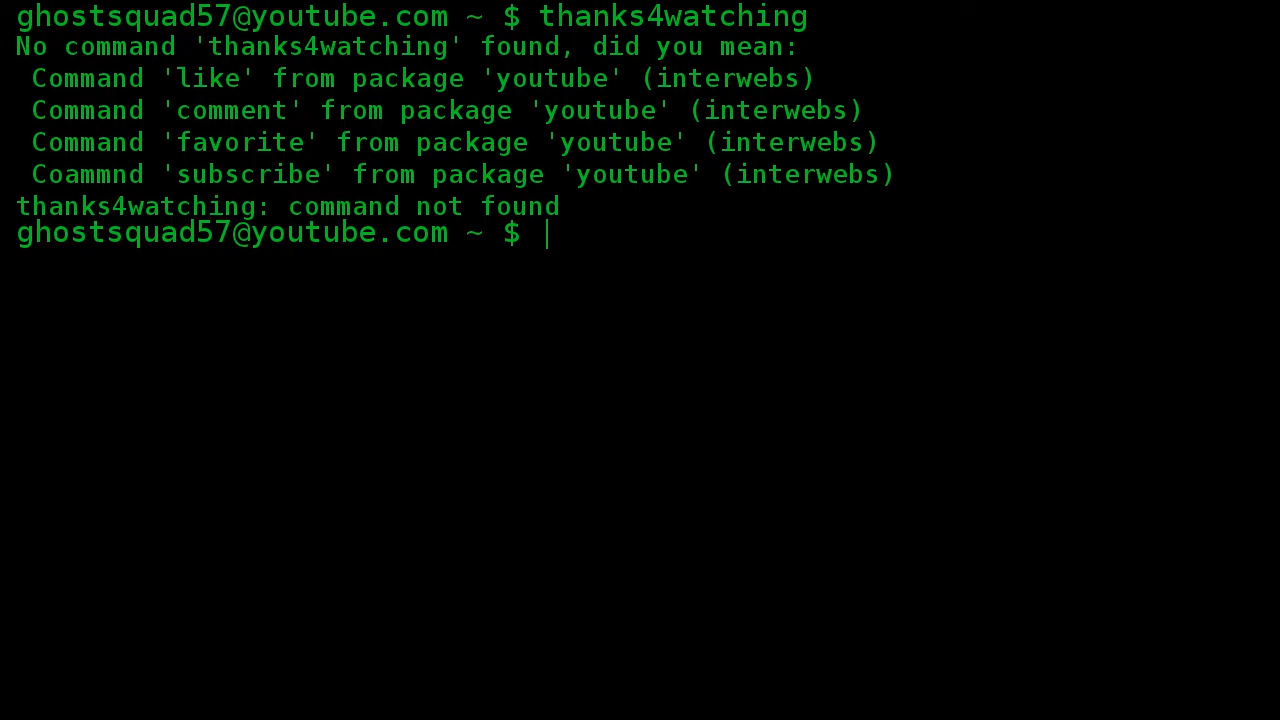 ghostsquad57@youtube.com ~ $ thanks4watching
No command 'thanks4watching' found, did you mean:
Command 'like' from package 'youtube' (interwebs)
Command 'comment' from package 'youtube' (interwebs)
Command 'favorite' from package 'youtube' (interwebs)
Coammnd 'subscribe' from package 'youtube' (interwebs)
thanks4watching: command not found
ghostsquad57@youtube.com ~ $